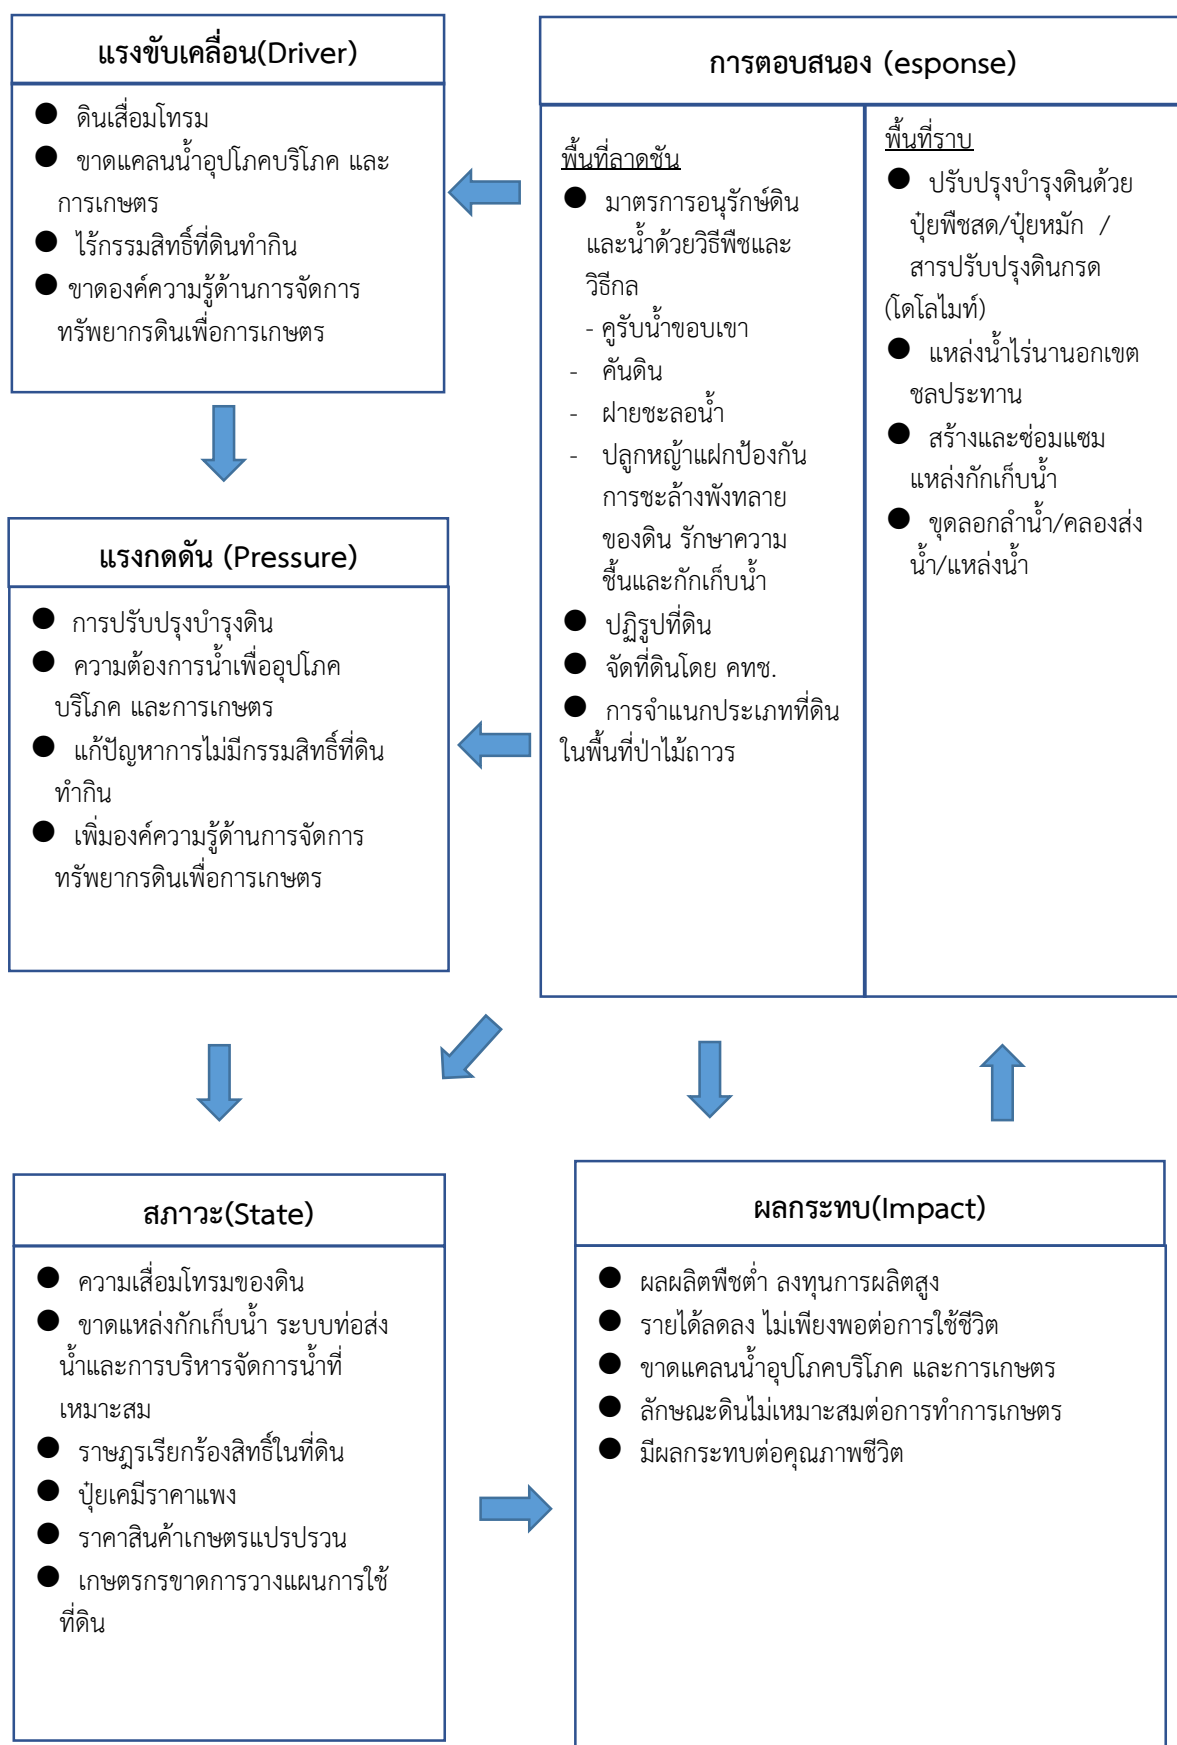 แรงขับเคลื่อน(Driver)
● ดินเสื่อมโทรม
● ขาดแคลนน้ำอุปโภคบริโภค และ
การเกษตร
● ไร้กรรมสิทธิ์ที่ดินทำกิน
● ขาดองค์ความรู้ด้านการจัดการ
ทรัพยากรดินเพื่อการเกษตร
การตอบสนอง (esponse)
พื้นที่ลาดชัน
● มาตรการอนุรักษ์ดิน
และน้ำด้วยวิธีพืชและ
วิธีกล
- คูรับน้ำขอบเขา
- คันดิน
- ฝายชะลอน้ำ
- ปลูกหญ้าแฝกป้องกัน
การชะล้างพังทลาย
ของดิน รักษาความ
ชื้นและกักเก็บน้ำ
● ปฏิรูปที่ดิน
● จัดที่ดินโดย คทช.
● การจำแนกประเภทที่ดิน
ในพื้นที่ป่าไม้ถาวร
พื้นที่ราบ
● ปรับปรุงบำรุงดินด้วย
ปุ๋ยพืชสด/ปุ๋ยหมัก /
สารปรับปรุงดินกรด
(โดโลไมท์)
● แหล่งน้ำไร่นานอกเขต
ชลประทาน
● สร้างและซ่อมแซม
แหล่งกักเก็บน้ำ
● ขุดลอกลำน้ำ/คลองส่ง
น้ำ/แหล่งน้ำ
แรงกดดัน (Pressure)
● การปรับปรุงบำรุงดิน
● ความต้องการน้ำเพื่ออุปโภค
บริโภค และการเกษตร
● แก้ปัญหาการไม่มีกรรมสิทธิ์ที่ดิน
ทำกิน
● เพิ่มองค์ความรู้ด้านการจัดการ
ทรัพยากรดินเพื่อการเกษตร
สภาวะ(State)
● ความเสื่อมโทรมของดิน
● ขาดแหล่งกักเก็บน้ำ ระบบท่อส่ง
น้ำและการบริหารจัดการน้ำที่
เหมาะสม
● ราษฎรเรียกร้องสิทธิ์ในที่ดิน
● ปุ๋ยเคมีราคาแพง
● ราคาสินค้าเกษตรแปรปรวน
● เกษตรกรขาดการวางแผนการใช้
ที่ดิน
ผลกระทบ(Impact)
● ผลผลิตพืชต่ำ ลงทุนการผลิตสูง
● รายได้ลดลง ไม่เพียงพอต่อการใช้ชีวิต
● ขาดแคลนน้ำอุปโภคบริโภค และการเกษตร
● ลักษณะดินไม่เหมาะสมต่อการทำการเกษตร
● มีผลกระทบต่อคุณภาพชีวิต